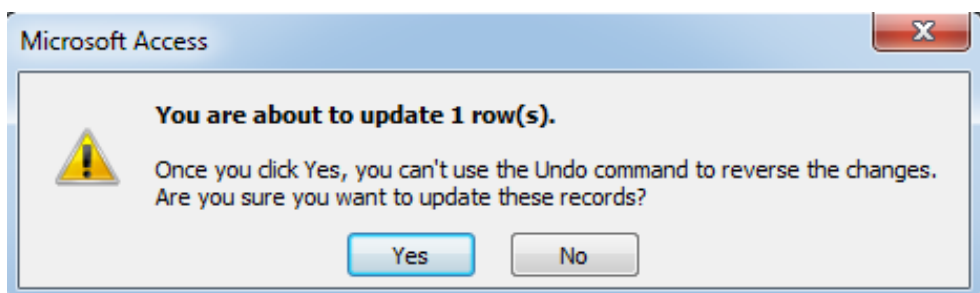 Microsoft Access
X
You are about to update 1 row(s).
Once you click Yes, you can't use the Undo command to reverse the changes.
Are you sure you want to update these records?
Yes No